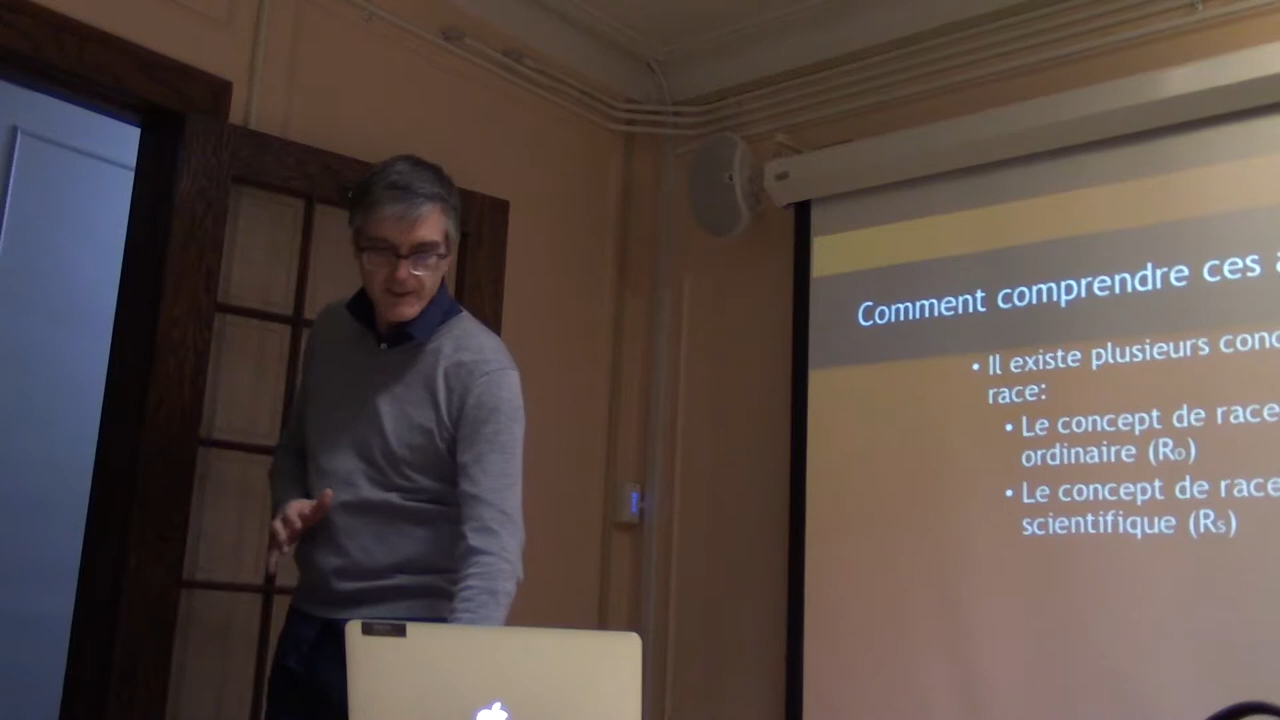 Comment comprendre ces
• Il existe plusieurs conc
race:
• Le concept de race
ordinaire (Ro)
• Le concept de race
scientifique (Rs)